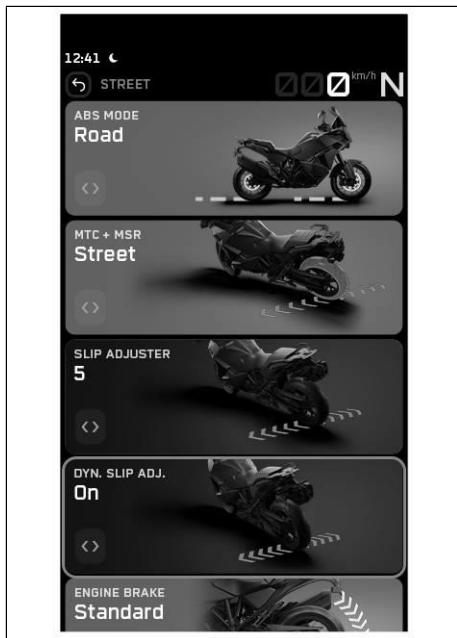 12:41
STREET
000 km/h N
ABS MODE
Road
MTC + MSR
Street
SLIP ADJUSTER
5
DYN. SLIP ADJ.
On
ENGINE BRAKE
Standard